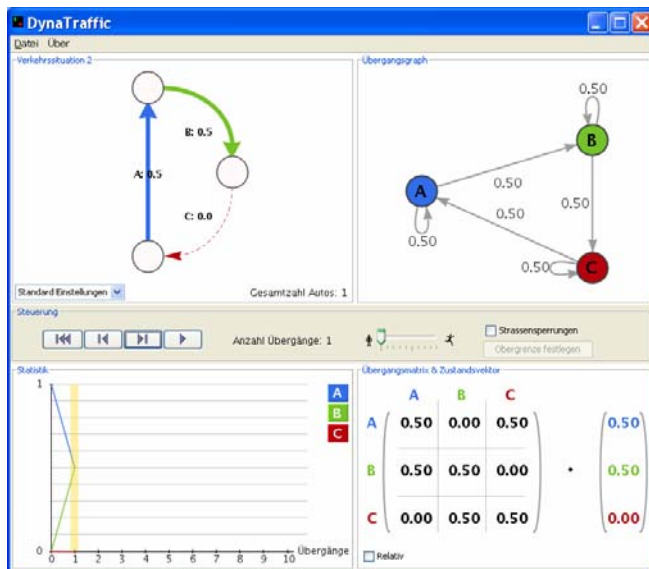 DynaTraffic
Datei Über
Verkehrssituation 2
B: 0.5
A: 0.5
C: 0.0
Standard Einstellungen
Gesamtzahl Autos: 1
Übergangsgraph
0.50
B
A
0.50
0.50
0.50
0.50
0.50
C
Steuerung
Anzahl Übergänge: 1
Strassensperrungen
Obergrenze festlegen
Statistik
1
A
B
C
0
0 1 2 3 4 5 6 7 8 9 10
Übergänge
Übergangsmatrix & Zustandsvektor
A B C
A 0.50 0.00 0.50 0.50
B 0.50 0.50 0.00 • 0.50
C 0.00 0.50 0.50 0.00
Relativ